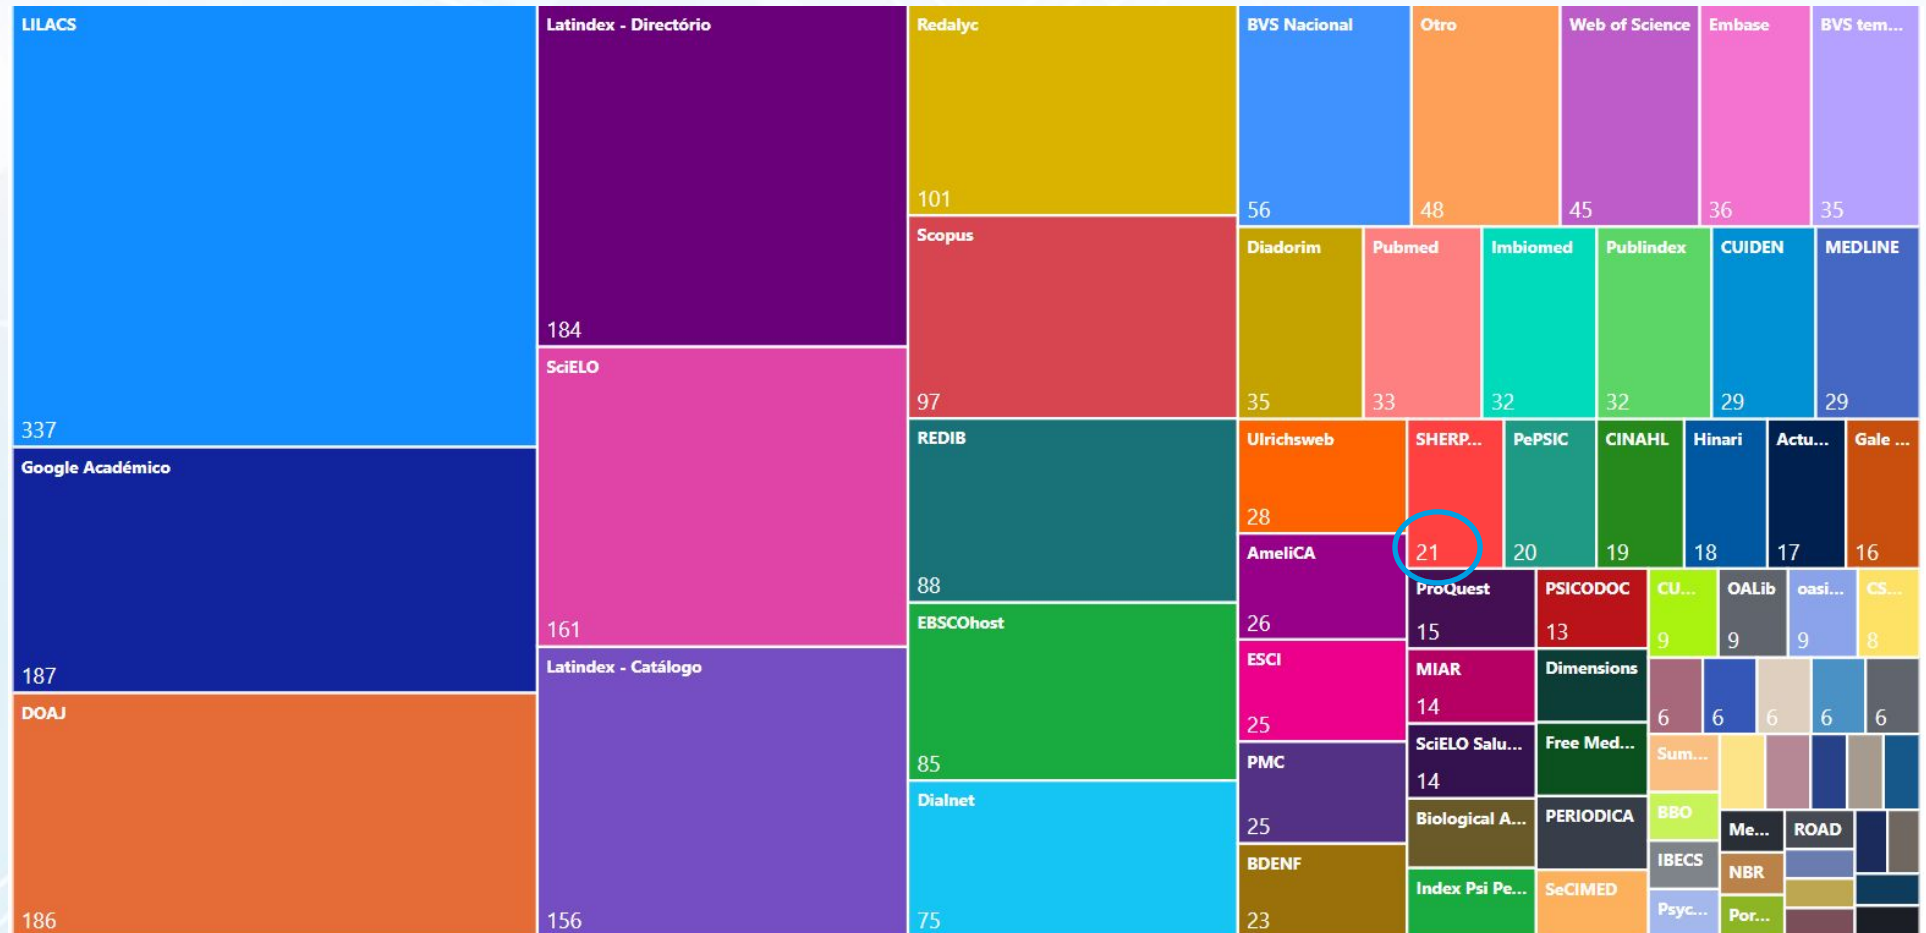 LILACS
337
Google Académico
187
DOAJ
186
Latindex - Directório
184
SciELO
161
Latindex - Catálogo
156
Redalyc
101
Scopus
97
REDIB
88
EBSCOhost
85
Dialnet
75
BVS Nacional
56
Otro
48
Web of Science
45
Embase
36
BVS tem...
35
Diadorim
35
Pubmed
33
Imbiomed
32
Publindex
32
CUIDEN
29
MEDLINE
29
Ulrichsweb
28
AmeliCA
26
ESCI
25
PMC
25
BDENF
23
SHERP...
21
PePSIC
20
CINAHL
19
Hinari
18
Actu...
17
Gale ...
16
ProQuest
15
MIAR
14
SciELO Salu...
14
Biological A...
Index Psi Pe...
PSICODOC
13
Dimensions
Free Med...
PERIODICA
SeCIMED
CU...
9
OALib
9
oasi...
9
CS...
8
6
6
6
6
6
Sum...
BBO
IBECS
Psyc...
Me...
NBR
Por...
ROAD